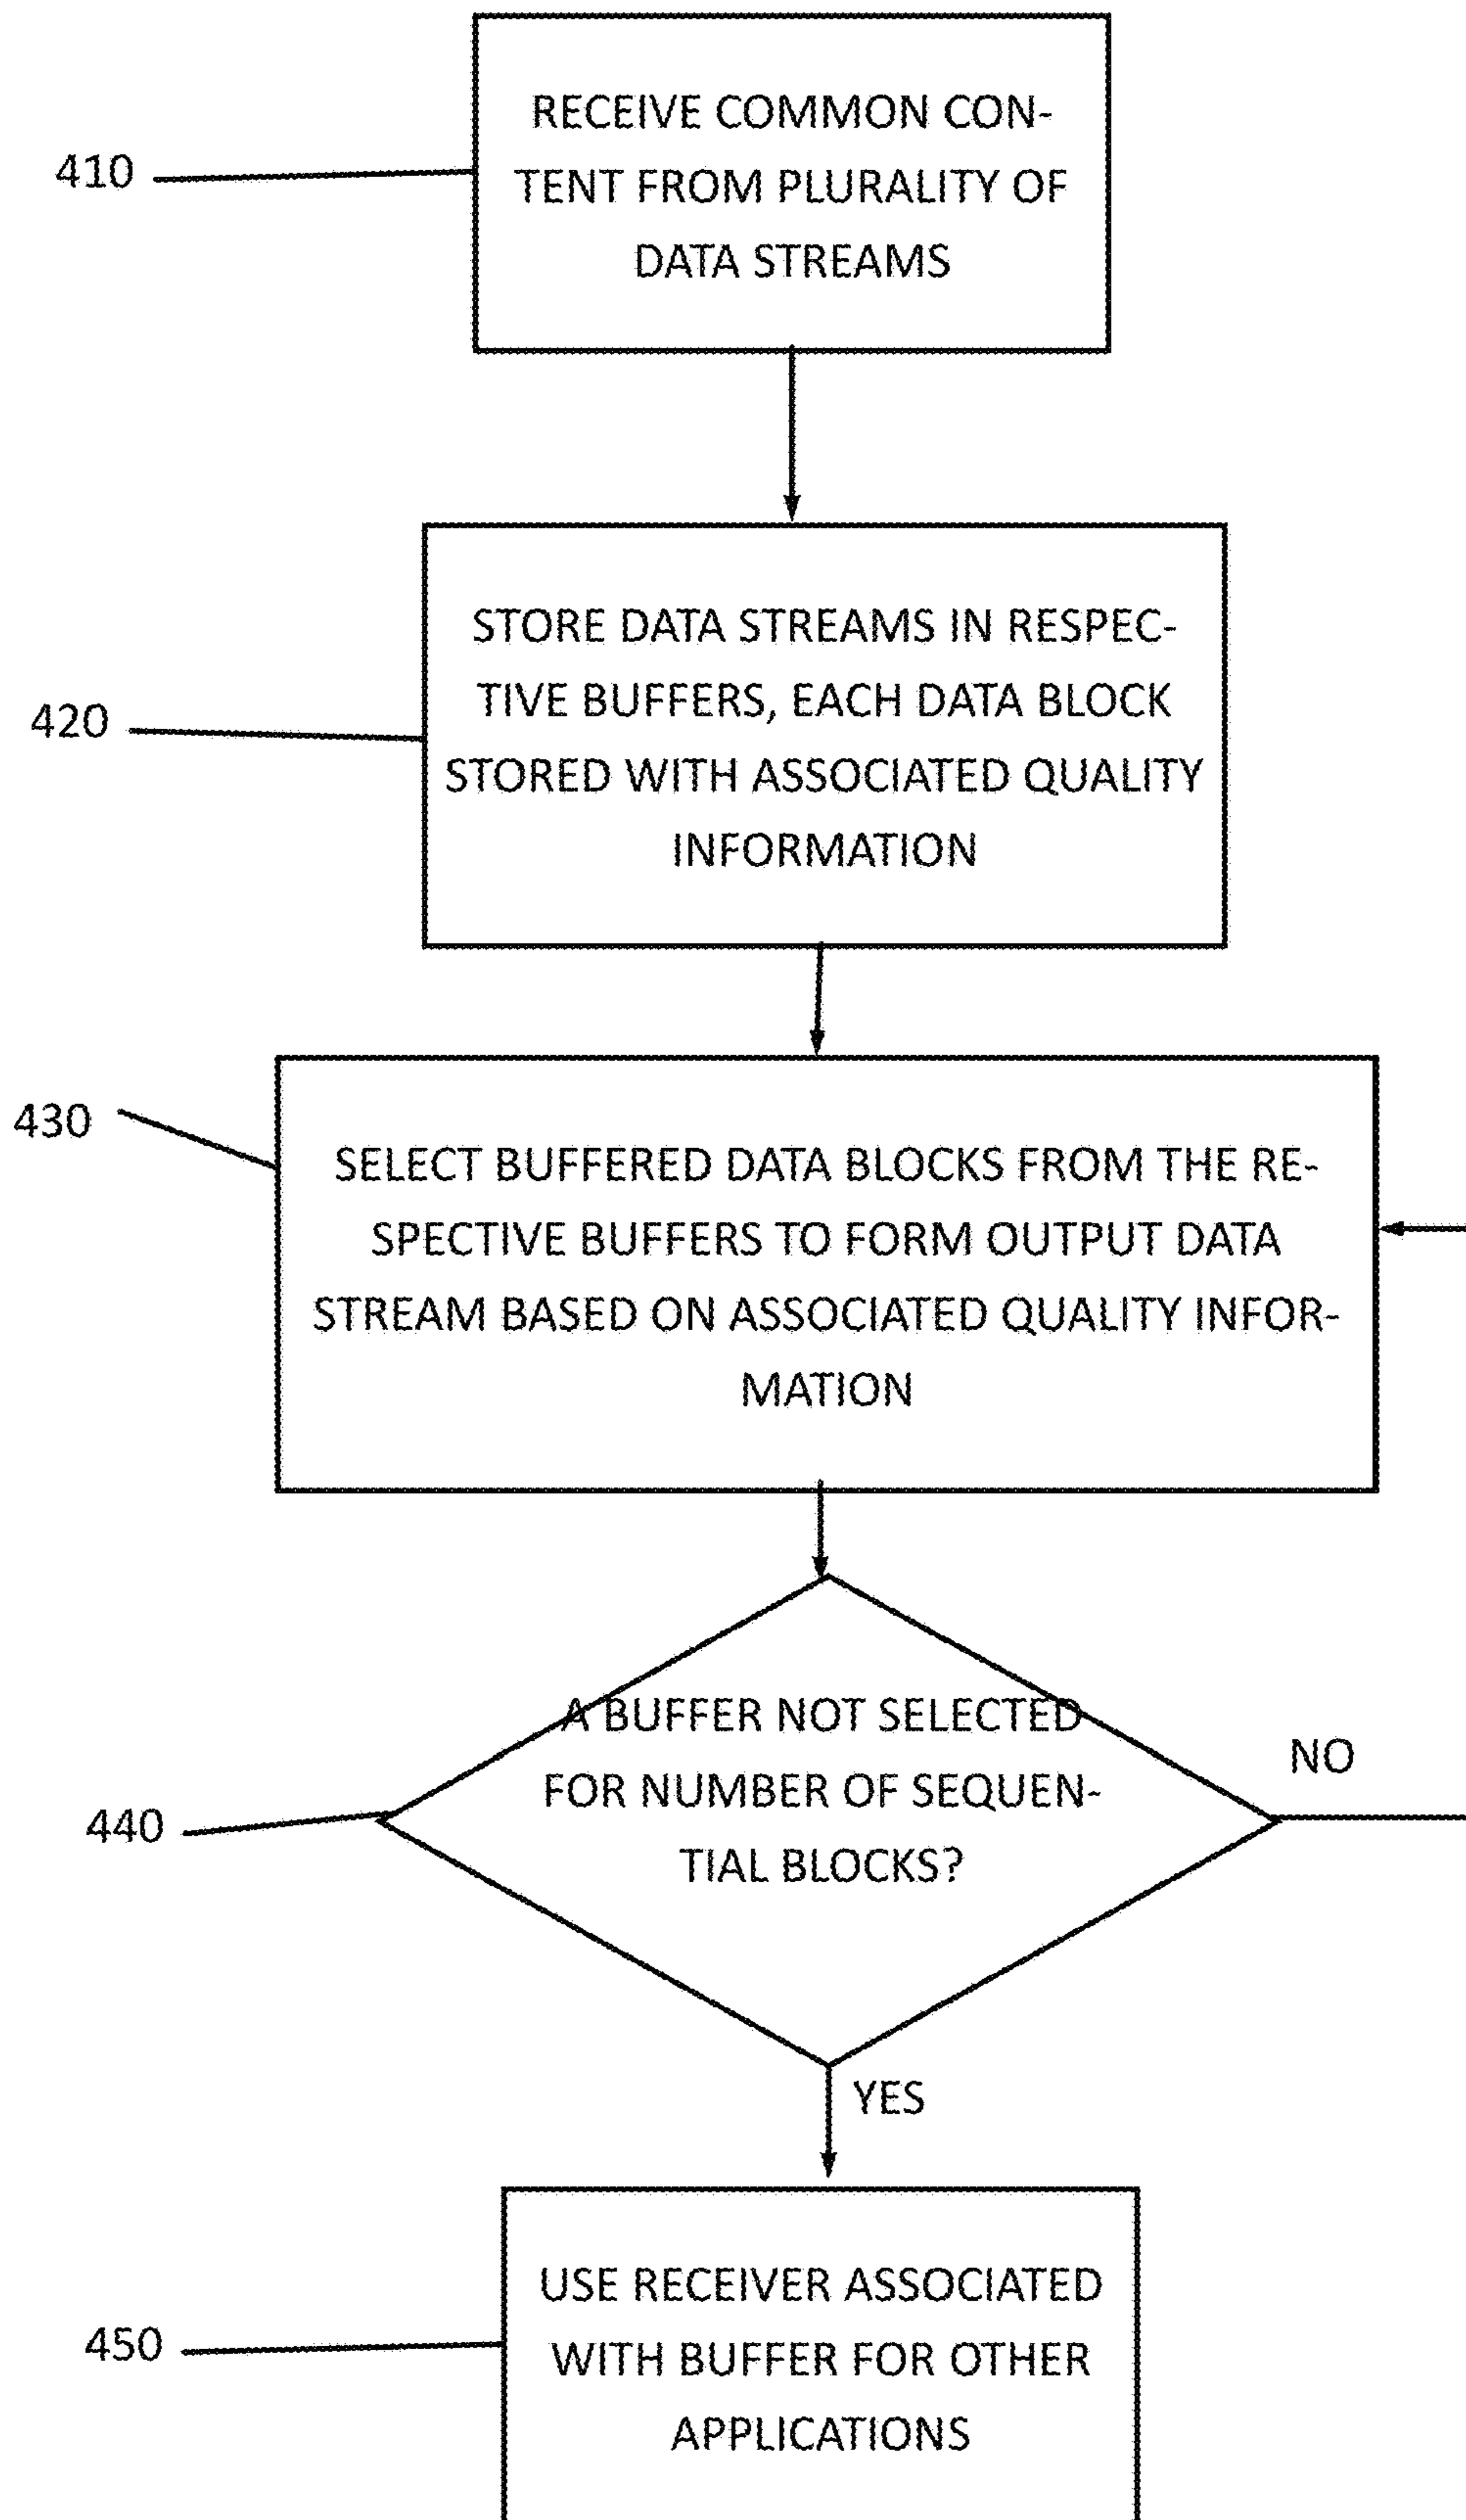 RECEIVE COMMON CON-
410
TENT FROM PLURALITY OF
DATA STREAMS
STORE DATA STREAMS IN RESPEC-
TIVE BUFFERS, EACH DATA BLOCK
420
STORED WITH ASSOCIATED QUALITY
INFORMATION
430
SELECT BUFFERED DATA BLOCKS FROM THE RE-
SPECTIVE BUFFERS TO FORM OUTPUT DATA
STREAM BASED ON ASSOCIATED QUALITY INFOR-
MATION
A BUFFER NOT SELECTED
NO
FOR NUMBER OF SEQUEN-
440
TIAL BLOCKS?
YES
USE RECEIVER ASSOCIATED
450
WITH BUFFER FOR OTHER
APPLICATIONS